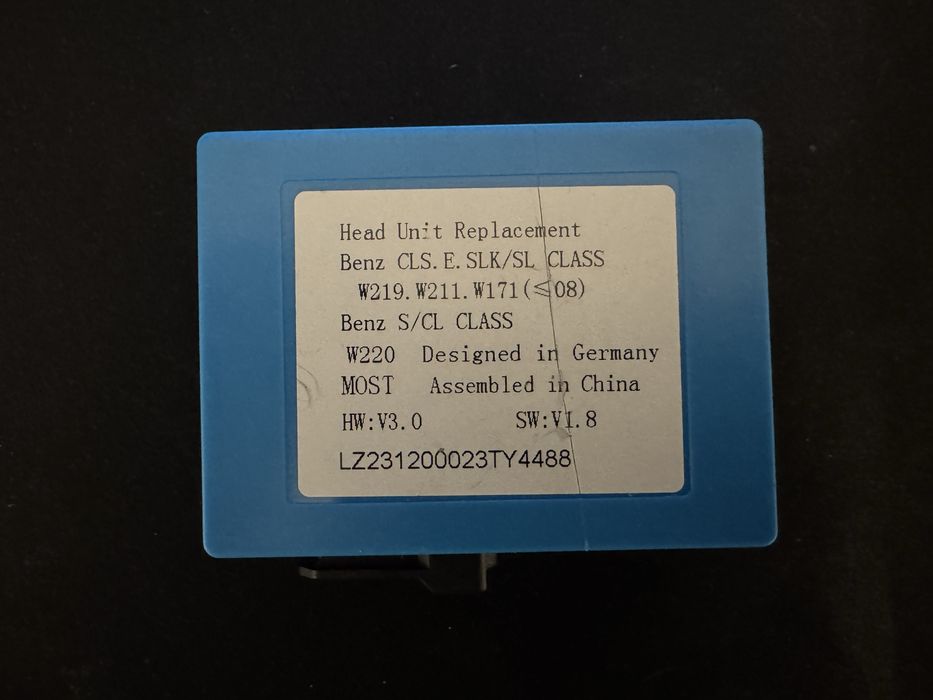 Head Unit Replacement
Benz CLS.E.SLK/SL CLASS
W219.W211.W171(≤08)
Benz S/CL CLASS
W220 Designed in Germany
MOST Assembled in China
HW:V3.0 SW:V1.8
LZ231200023TY4488